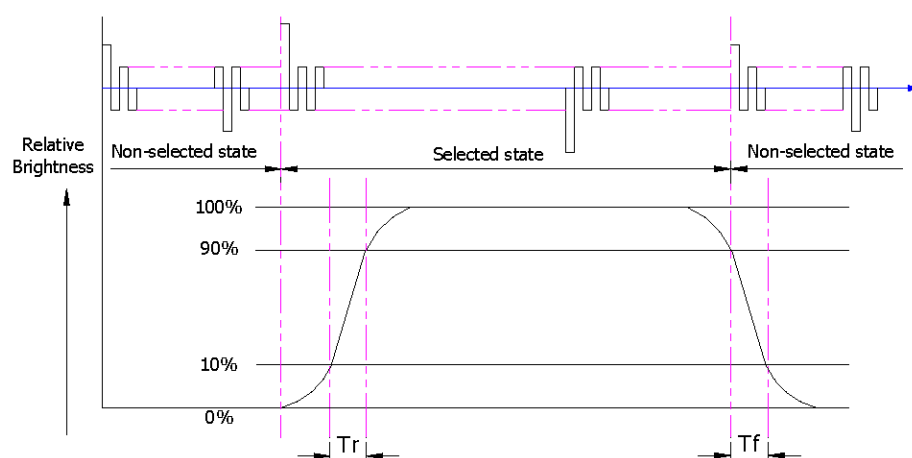 Relative
Brightness
Non-selected state
Selected state
Non-selected state
100%
90%
10%
0%
Tr
Tf